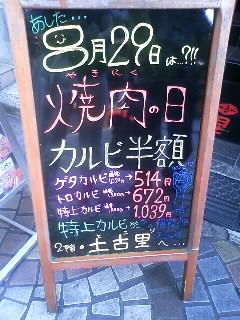 あした…
8月29日は…?!!
やきにく
焼肉の日
カルビ半額
ゲタカルビ → 514円
トロカルビ → 672円
特上カルビ → 1.039円
特上カルビ
2階・土古里へ…